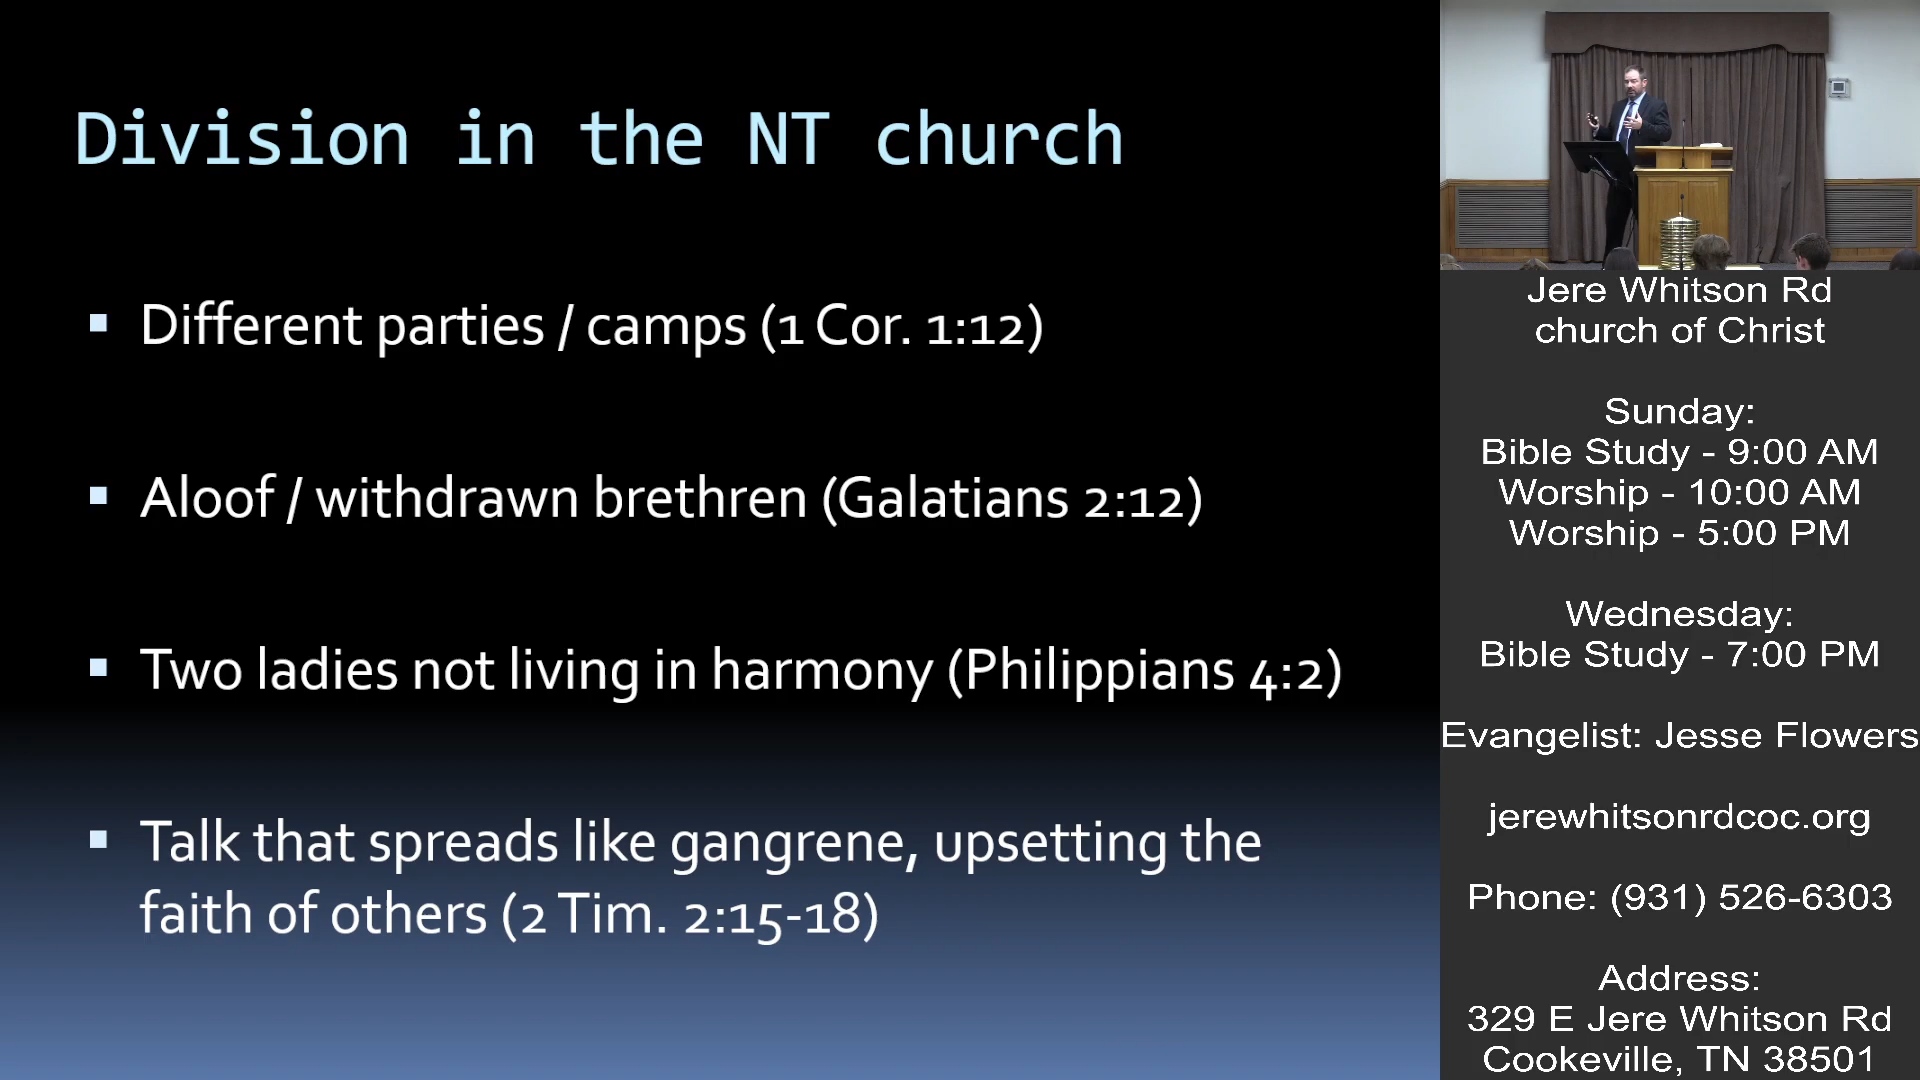 Division in the NT church
Different parties / camps (1 Cor. 1:12)
Aloof / withdrawn brethren (Galatians 2:12)
Two ladies not living in harmony (Philippians 4:2)
Talk that spreads like gangrene, upsetting the
faith of others (2 Tim. 2:15-18)
Jere Whitson Rd
church of Christ
Sunday:
Bible Study - 9:00 AM
Worship - 10:00 AM
Worship - 5:00 PM
Wednesday:
Bible Study - 7:00 PM
Evangelist: Jesse Flowers
jerewhitsonrdcoc.org
Phone: (931) 526-6303
Address:
329 E Jere Whitson Rd
Cookeville, TN 38501